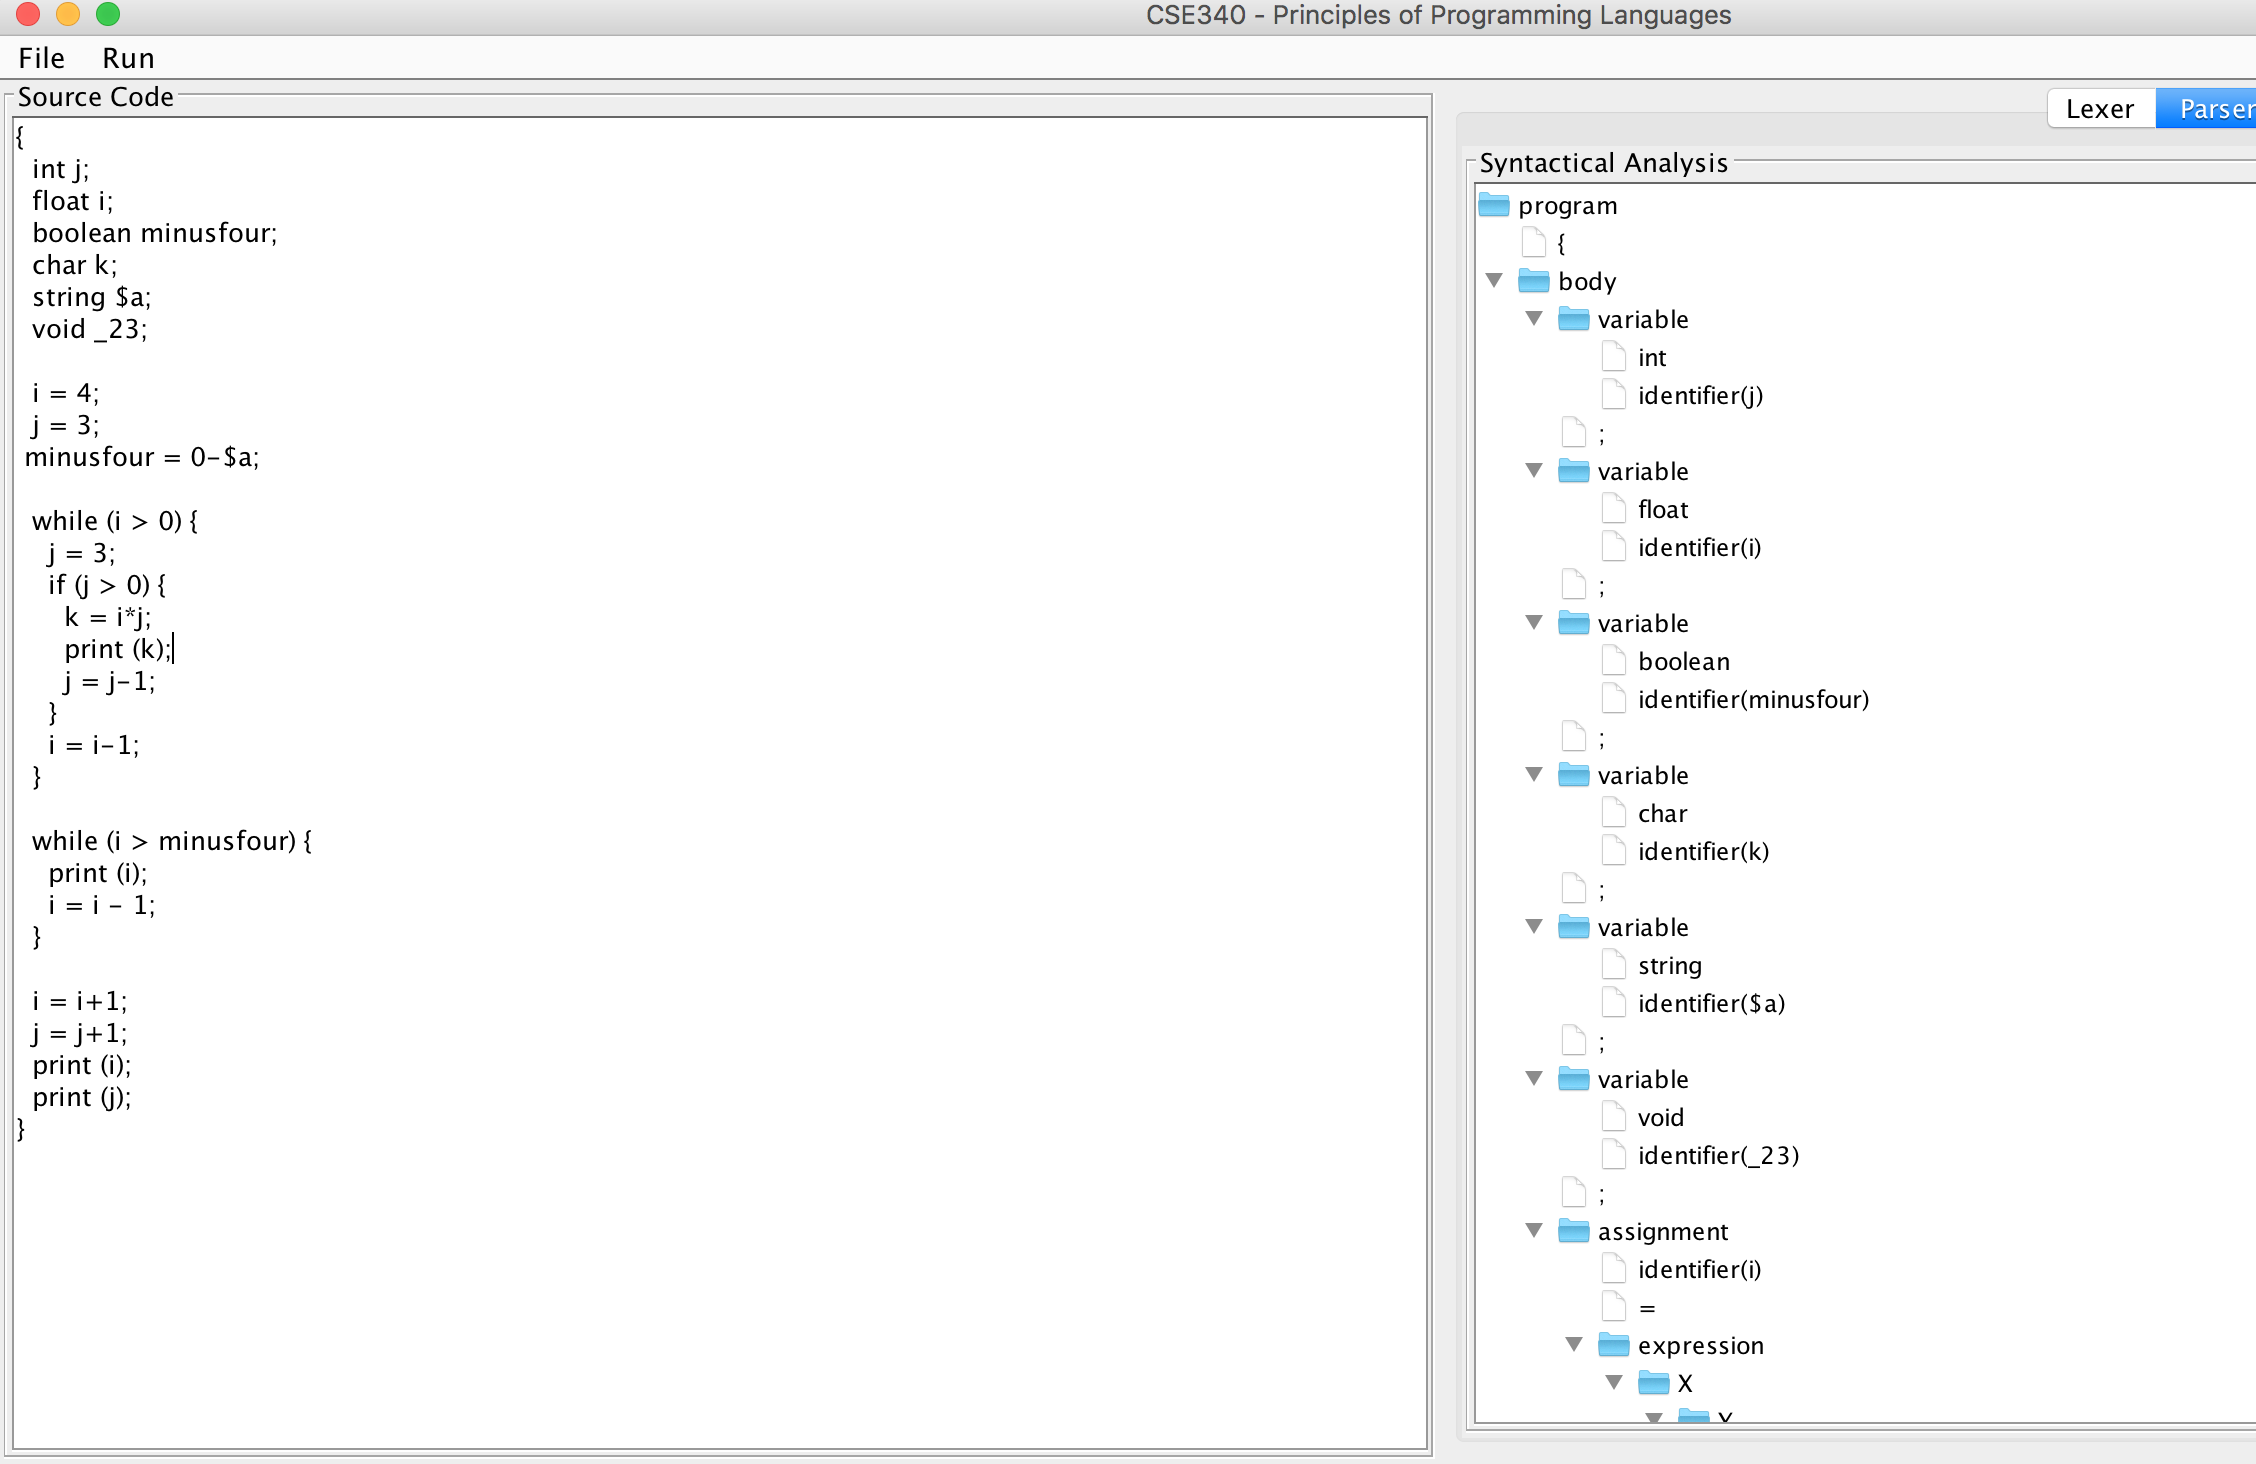 CSE340 - Principles of Programming Languages
File Run
Source Code
{
int j;
float i;
boolean minusfour;
char k;
string $a;
void _23;
i = 4;
j = 3;
minusfour = 0-$a;
while (i > 0) {
j = 3;
if (j > 0) {
k = i*j;
print (k);
j = j-1;
}
i = i-1;
}
while (i > minusfour) {
print (i);
i = i - 1;
}
i = i+1;
j = j+1;
print (i);
print (j);
}
Lexer Parser
Syntactical Analysis
program
{
body
variable
int
identifier(j)
;
variable
float
identifier(i)
;
variable
boolean
identifier(minusfour)
;
variable
char
identifier(k)
;
variable
string
identifier($a)
;
variable
void
identifier(_23)
;
assignment
identifier(i)
=
expression
X
Y